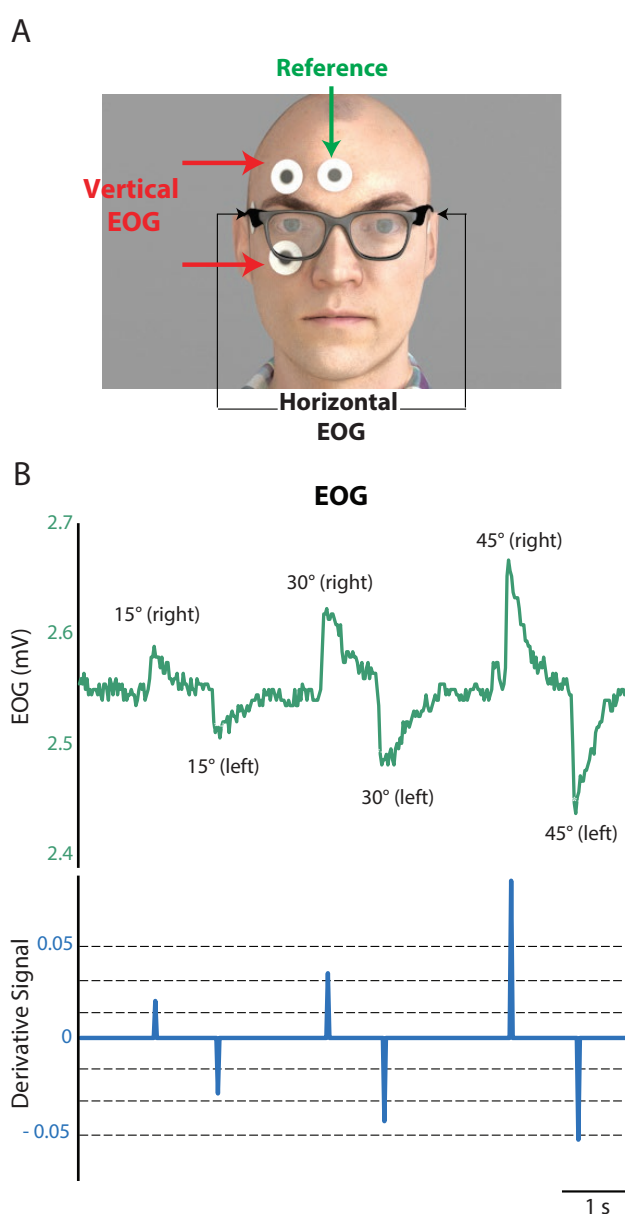 A
Reference
Vertical
EOG
Horizontal
EOG
B
EOG
2.7
45° (right)
30° (right)
15° (right)
2.6
EOG (mV)
2.5
15° (left)
30° (left)
45° (left)
2.4
0.05
Derivative Signal
0
- 0.05
1 s